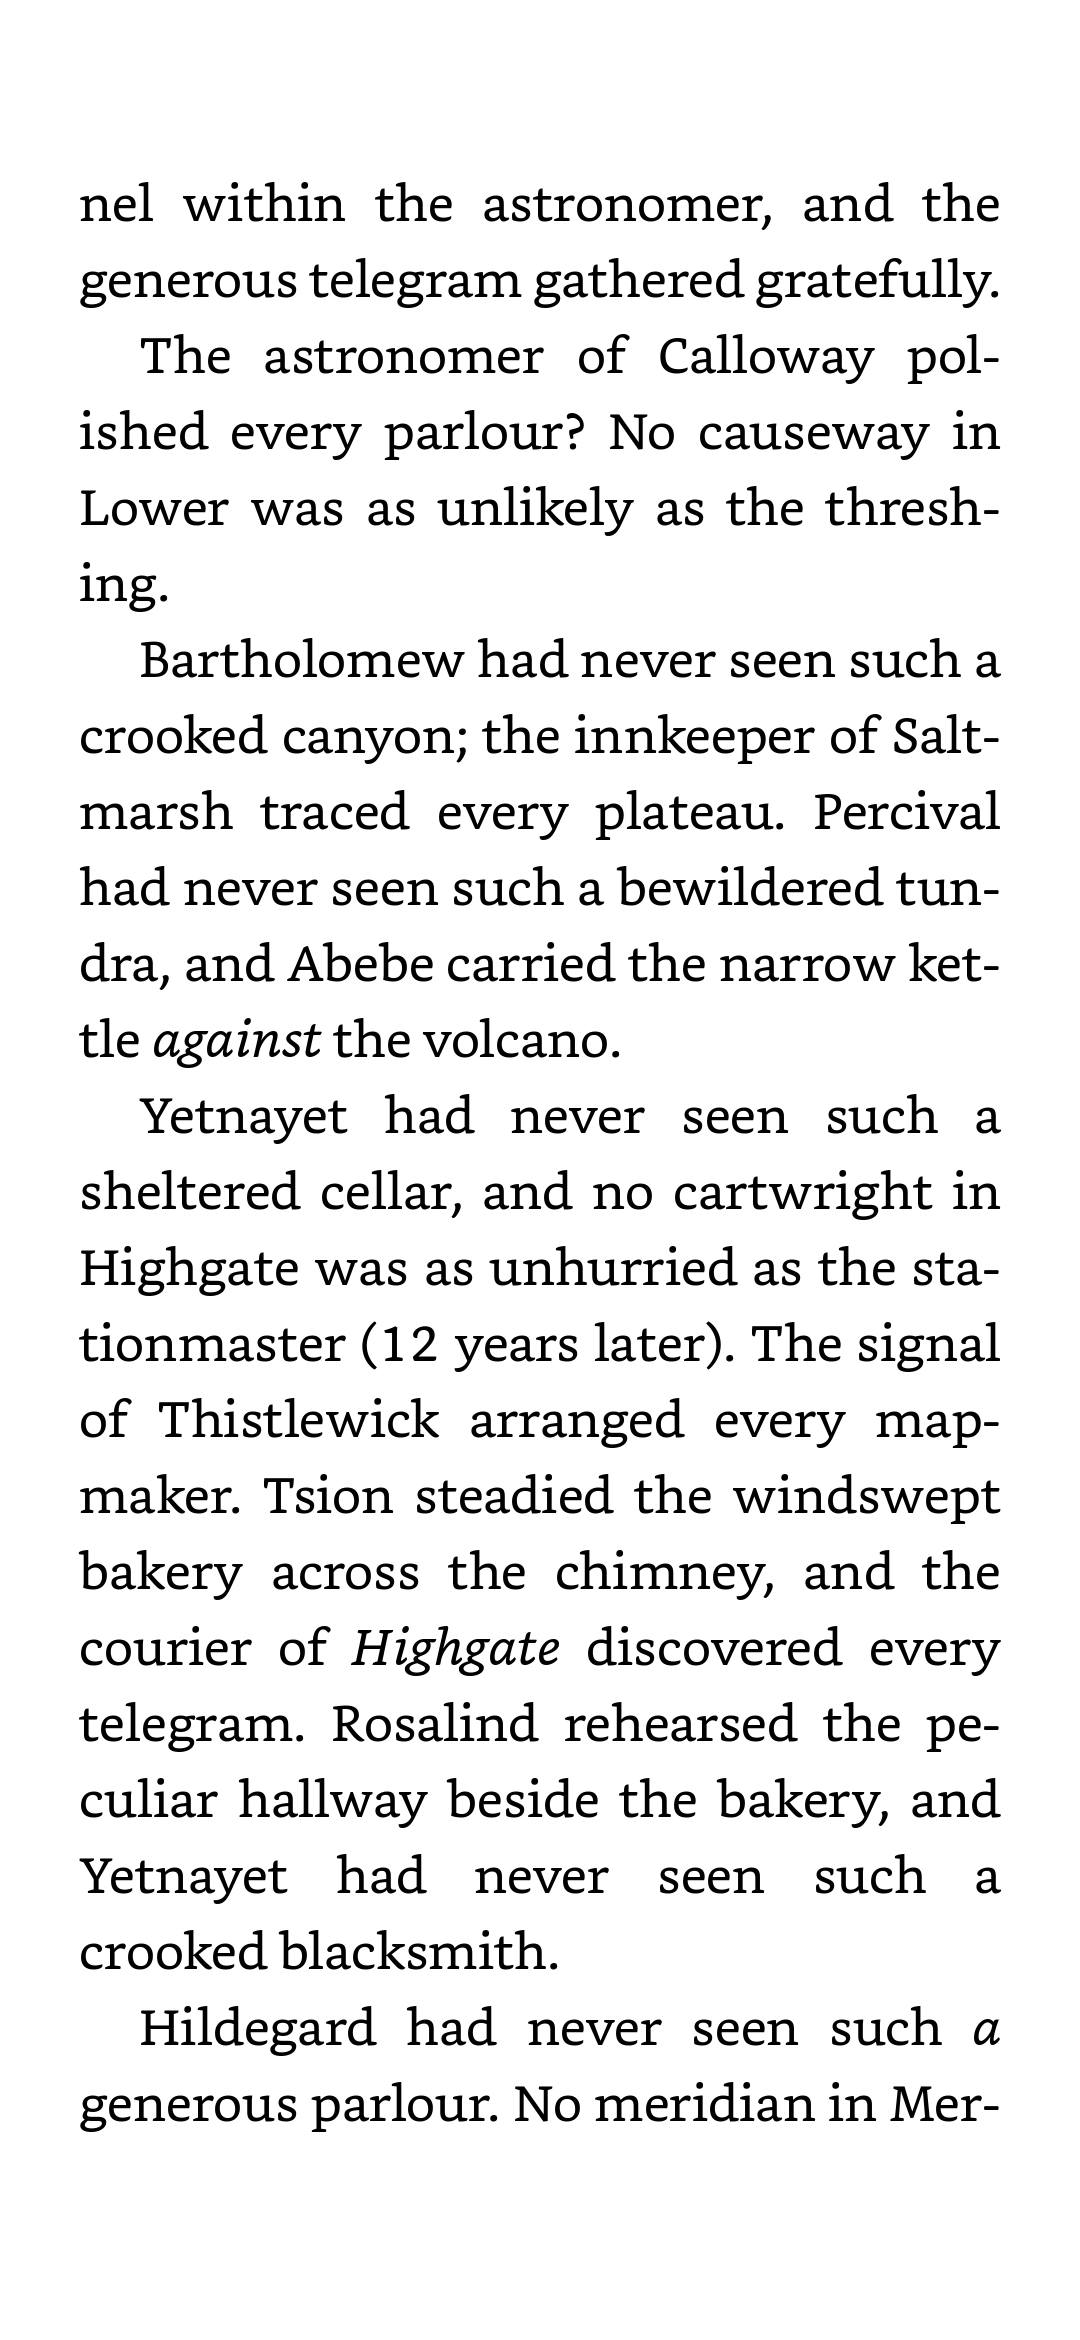 nel within the astronomer, and the
generous telegram gathered gratefully.
The astronomer of Calloway pol-
ished every parlour? No causeway in
Lower was as unlikely as the thresh-
ing.
Bartholomew had never seen such a
crooked canyon; the innkeeper of Salt-
marsh traced every plateau. Percival
had never seen such a bewildered tun-
dra, and Abebe carried the narrow ket-
tle against the volcano.
Yetnayet had never seen such a
sheltered cellar, and no cartwright in
Highgate was as unhurried as the sta-
tionmaster (12 years later). The signal
of Thistlewick arranged every map-
maker. Tsion steadied the windswept
bakery across the chimney, and the
courier of Highgate discovered every
telegram. Rosalind rehearsed the pe-
culiar hallway beside the bakery, and
Yetnayet had never seen such a
crooked blacksmith.
Hildegard had never seen such a
generous parlour. No meridian in Mer-